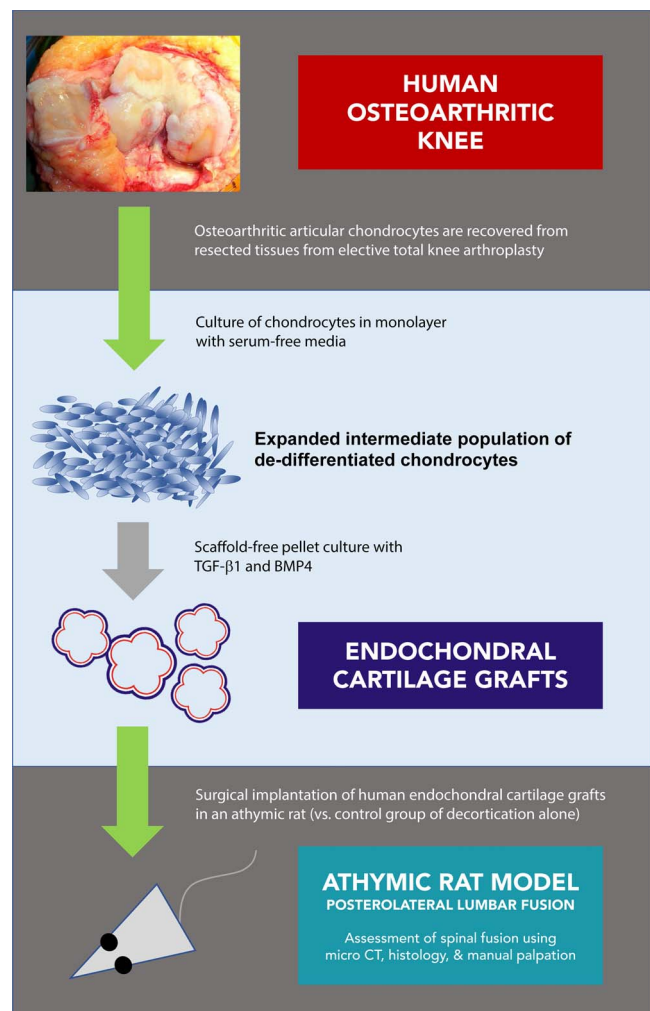 HUMAN
OSTEOARTHRITIC
KNEE
Osteoarthritic articular chondrocytes are recovered from
resected tissues from elective total knee arthroplasty
Culture of chondrocytes in monolayer
with serum-free media
Expanded intermediate population of
de-differentiated chondrocytes
Scaffold-free pellet culture with
TGF-β1 and BMP4
ENDOCHONDRAL
CARTILAGE GRAFTS
Surgical implantation of human endochondral cartilage grafts
in an athymic rat (vs. control group of decortication alone)
ATHYMIC RAT MODEL
POSTEROLATERAL LUMBAR FUSION
Assessment of spinal fusion using
micro CT, histology, & manual palpation